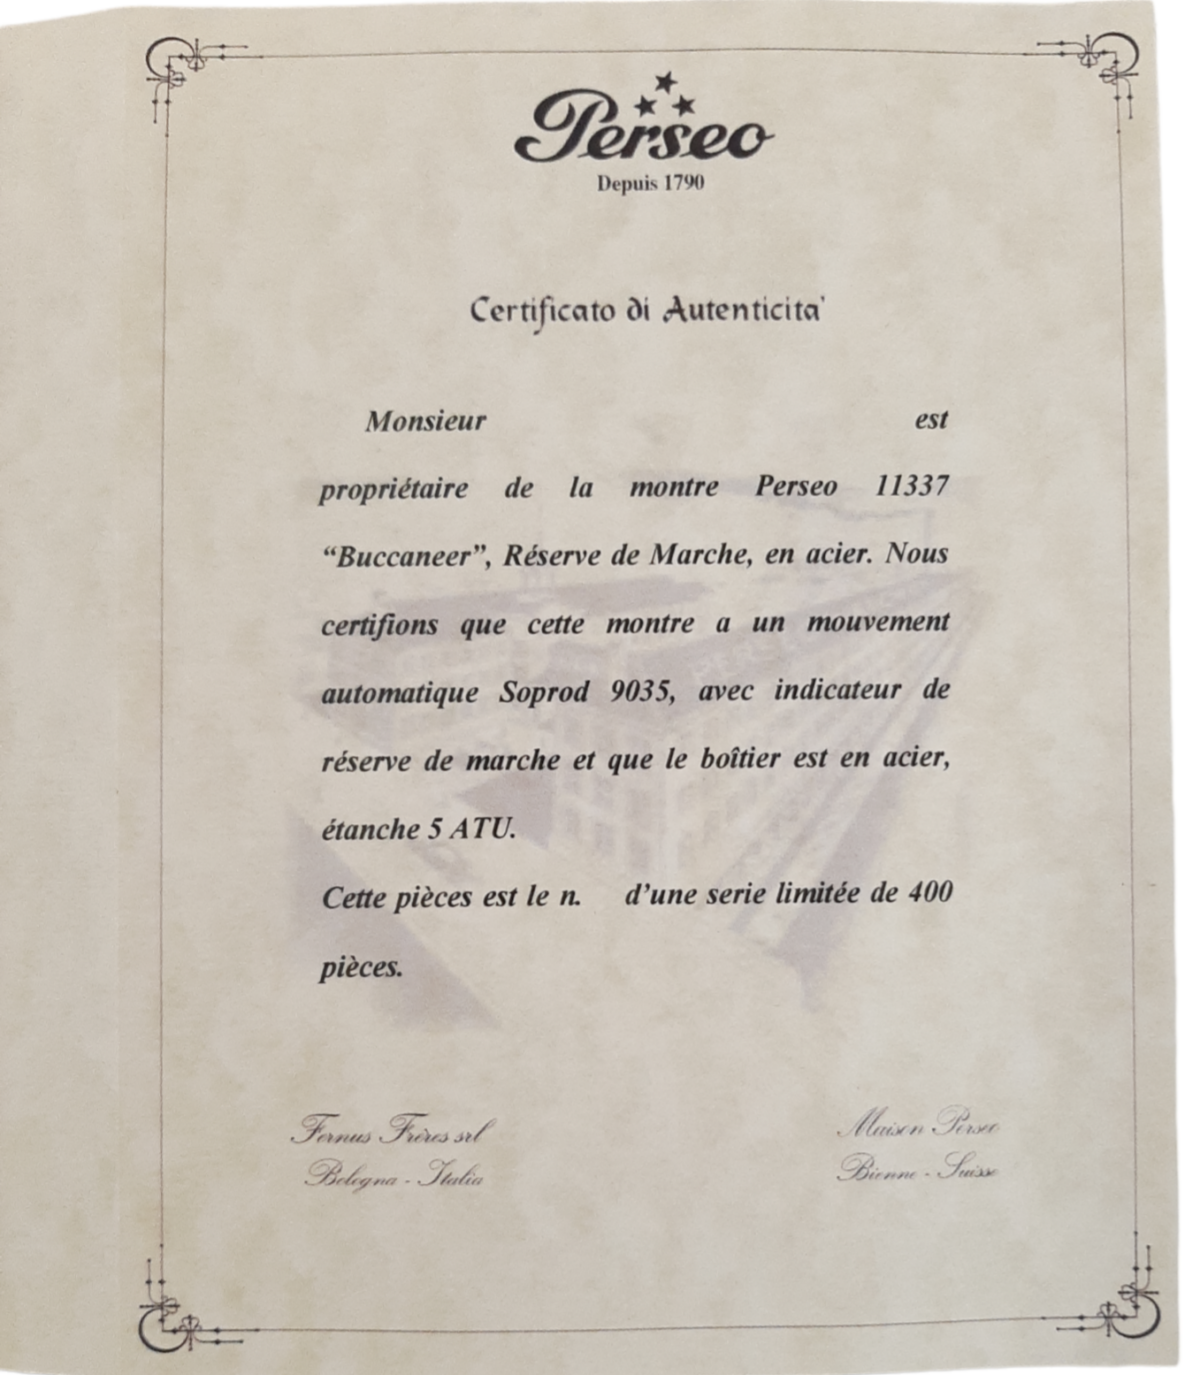 Perseo
Depuis 1790
Certificato di Autenticita'
Monsieur est
propriétaire de la montre Perseo 11337
“Buccaneer”, Réserve de Marche, en acier. Nous
certifions que cette montre a un mouvement
automatique Soprod 9035, avec indicateur de
réserve de marche et que le boîtier est en acier,
étanche 5 ATU.
Cette pièces est le n. d’une serie limitée de 400
pièces.
Fernus Frères srl
Bologna - Italia
Maison Perseo
Bienne - Suisse